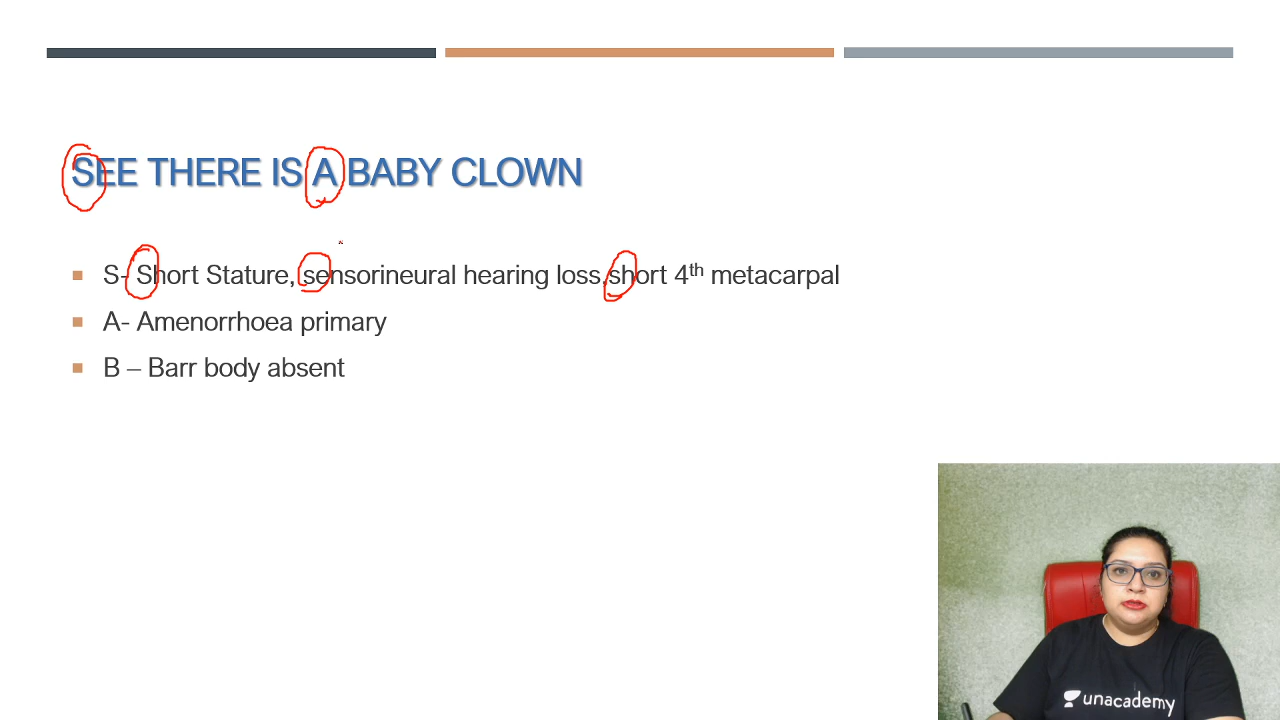 SEE THERE IS A BABY CLOWN
S- Short Stature, sensorineural hearing loss,short 4th metacarpal
A- Amenorrhoea primary
B – Barr body absent
unacademy